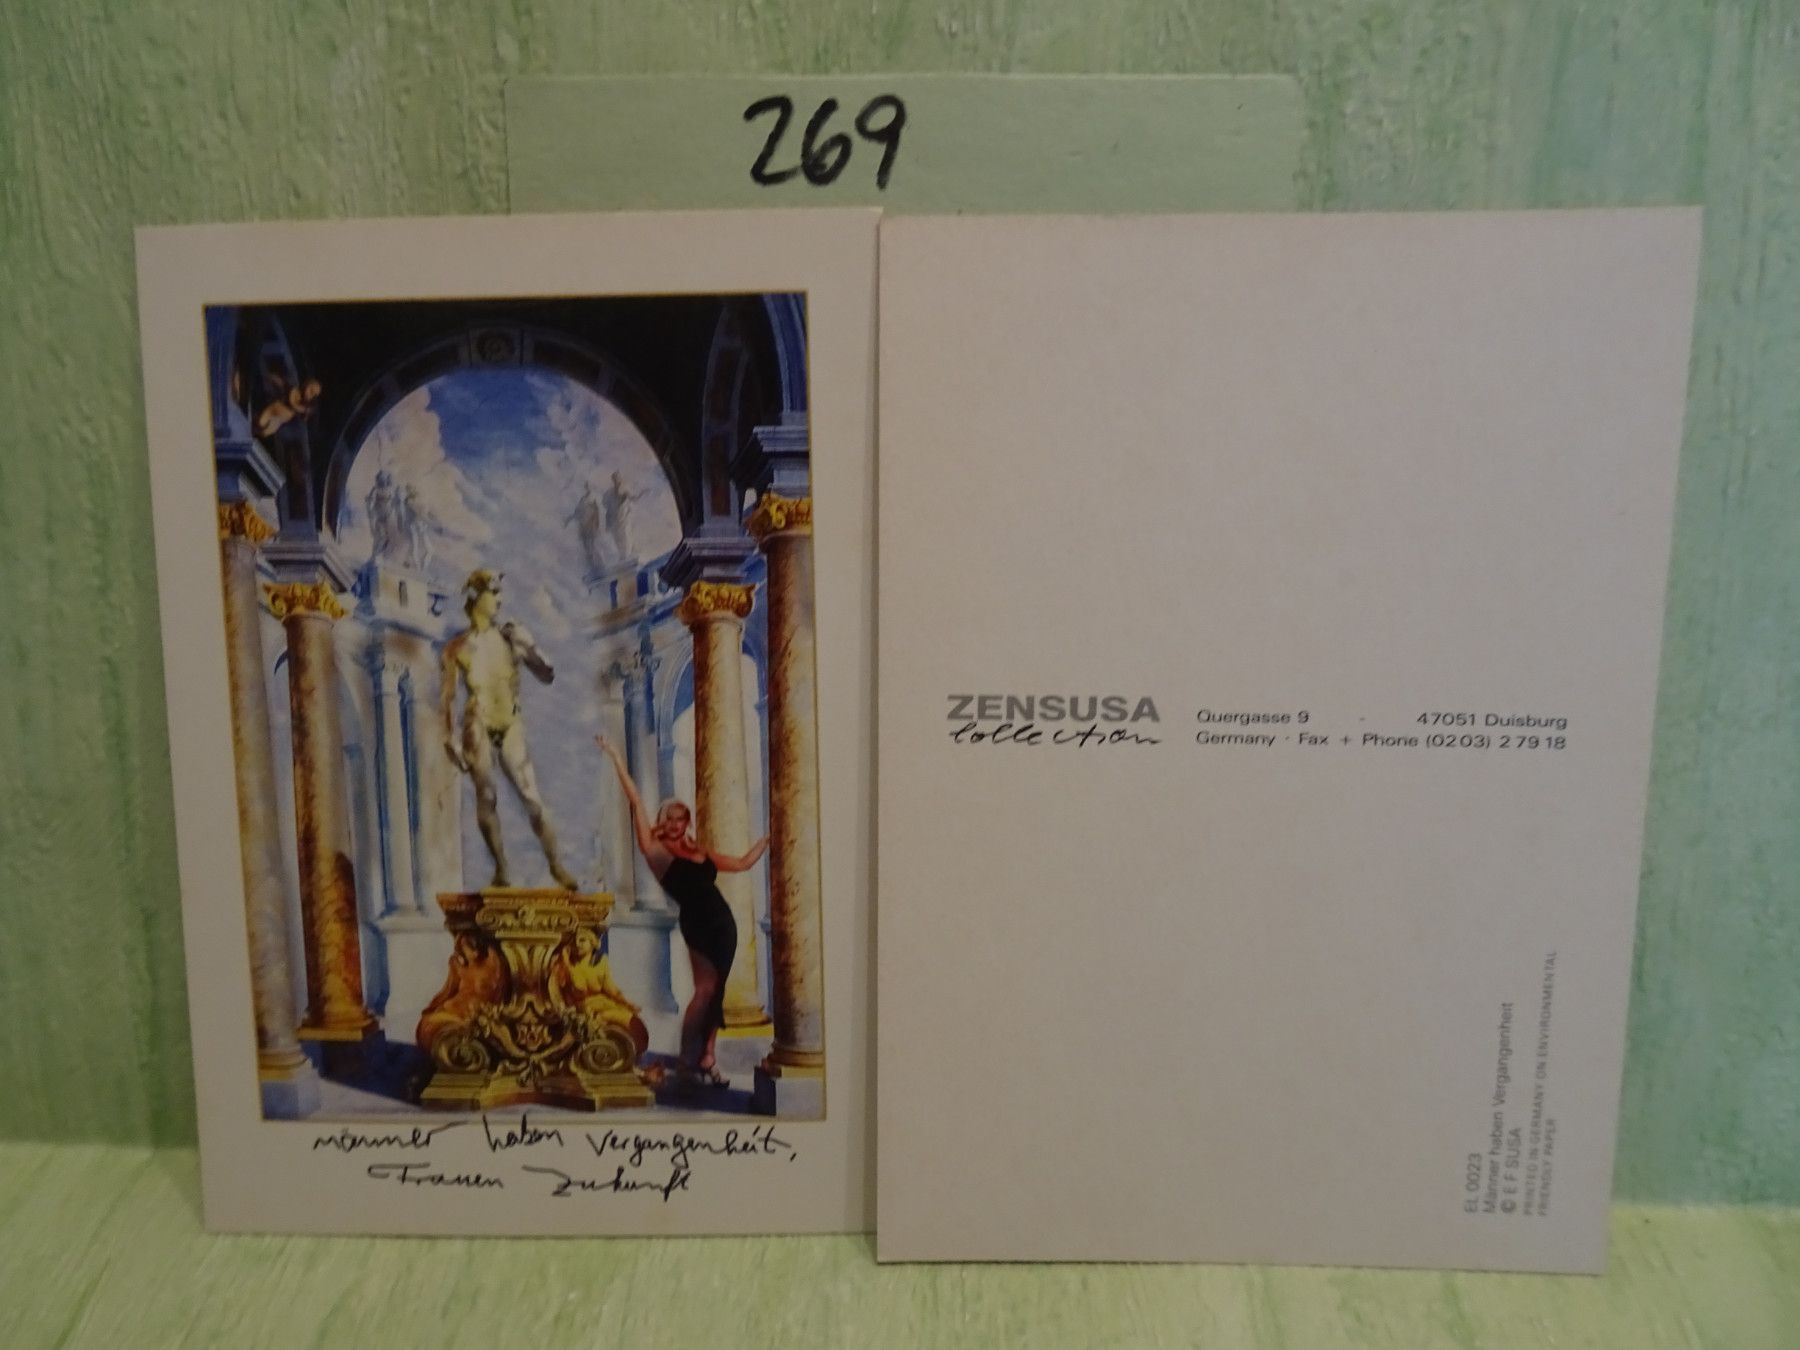 269
männer haben Vergangenheit,
Frauen Zukunft
ZENSUSA
Collection
Quergasse 9 - 47051 Duisburg
Germany · Fax + Phone (0203) 2 79 18
EL 0023
Männer haben Vergangenheit
© E F SUSA
PRINTED IN GERMANY ON ENVIRONMENTAL
FRIENDLY PAPER